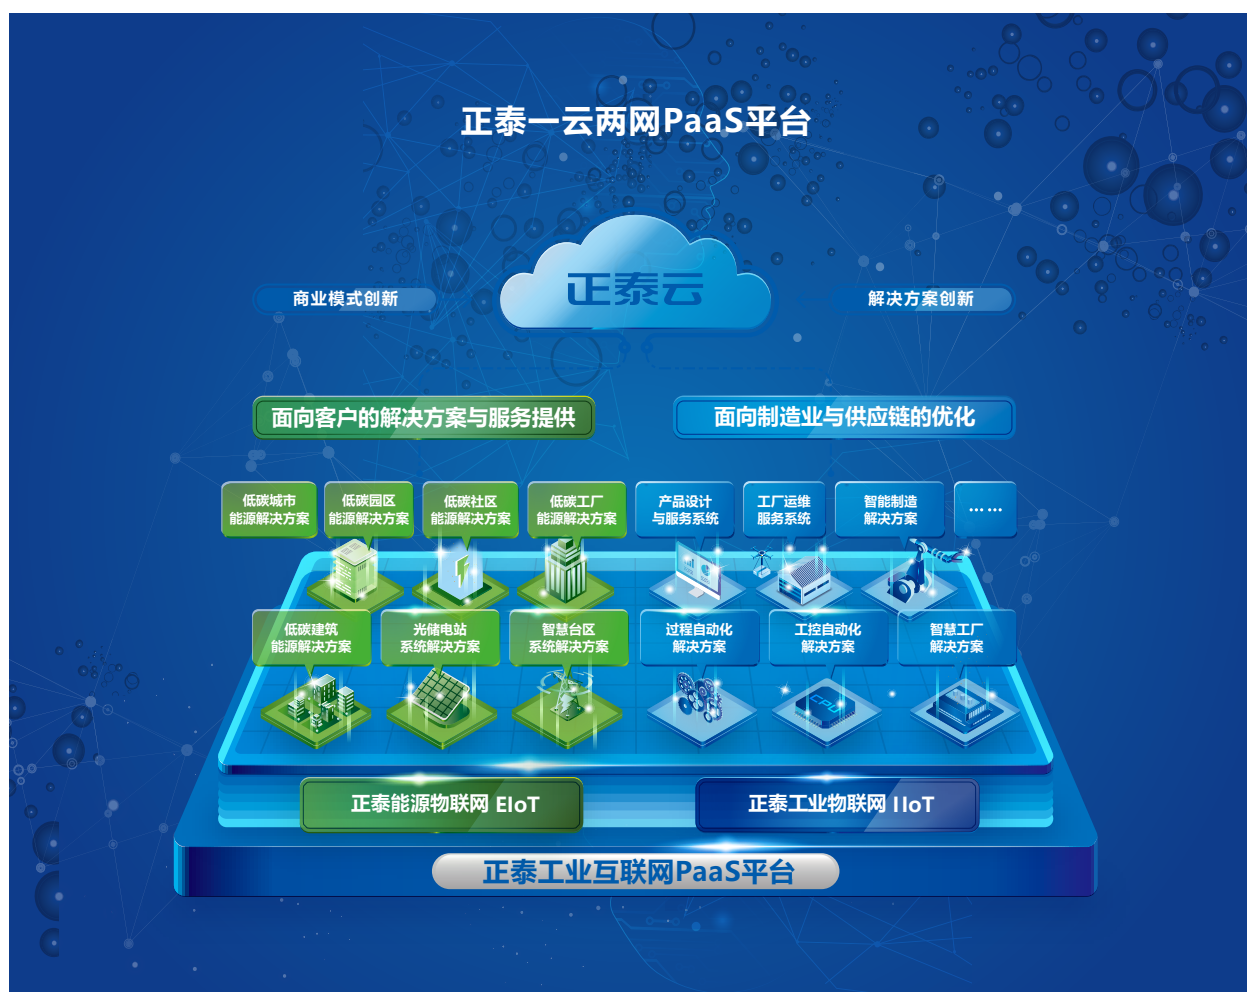 正泰一云两网PaaS平台
正泰云
商业模式创新
解决方案创新
面向客户的解决方案与服务提供
面向制造业与供应链的优化
低碳城市
能源解决方案
低碳园区
能源解决方案
低碳社区
能源解决方案
低碳工厂
能源解决方案
产品设计
与服务系统
工厂运维
服务系统
智能制造
解决方案
... ...
低碳建筑
能源解决方案
光储电站
系统解决方案
智慧台区
系统解决方案
过程自动化
解决方案
工控自动化
解决方案
智慧工厂
解决方案
CPU
正泰能源物联网 EIoT
正泰工业物联网 IIoT
正泰工业互联网PaaS平台